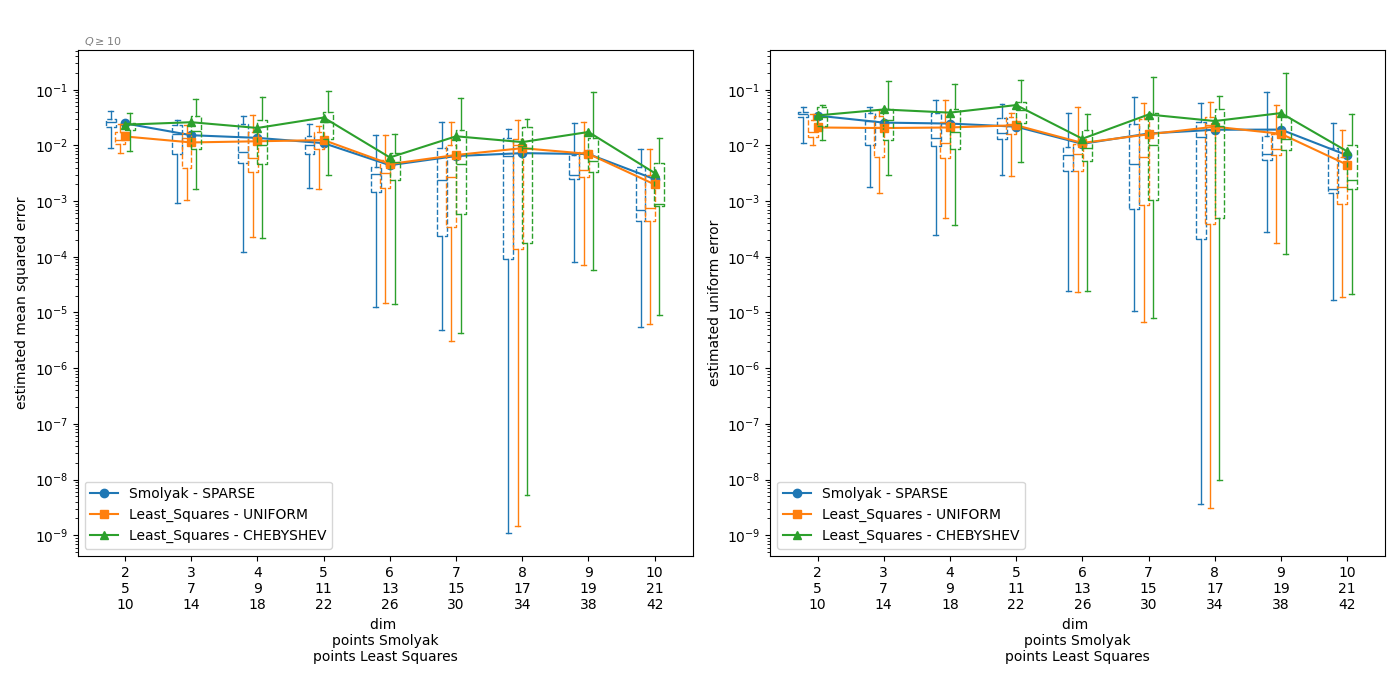 Q ≥ 10
estimated mean squared error
10⁻¹
10⁻²
10⁻³
10⁻⁴
10⁻⁵
10⁻⁶
10⁻⁷
10⁻⁸
10⁻⁹
Smolyak - SPARSE
Least_Squares - UNIFORM
Least_Squares - CHEBYSHEV
2 3 4 5 6 7 8 9 10
5 7 9 11 13 15 17 19 21
10 14 18 22 26 30 34 38 42
dim
points Smolyak
points Least Squares
estimated uniform error
10⁻¹
10⁻²
10⁻³
10⁻⁴
10⁻⁵
10⁻⁶
10⁻⁷
10⁻⁸
10⁻⁹
Smolyak - SPARSE
Least_Squares - UNIFORM
Least_Squares - CHEBYSHEV
2 3 4 5 6 7 8 9 10
5 7 9 11 13 15 17 19 21
10 14 18 22 26 30 34 38 42
dim
points Smolyak
points Least Squares